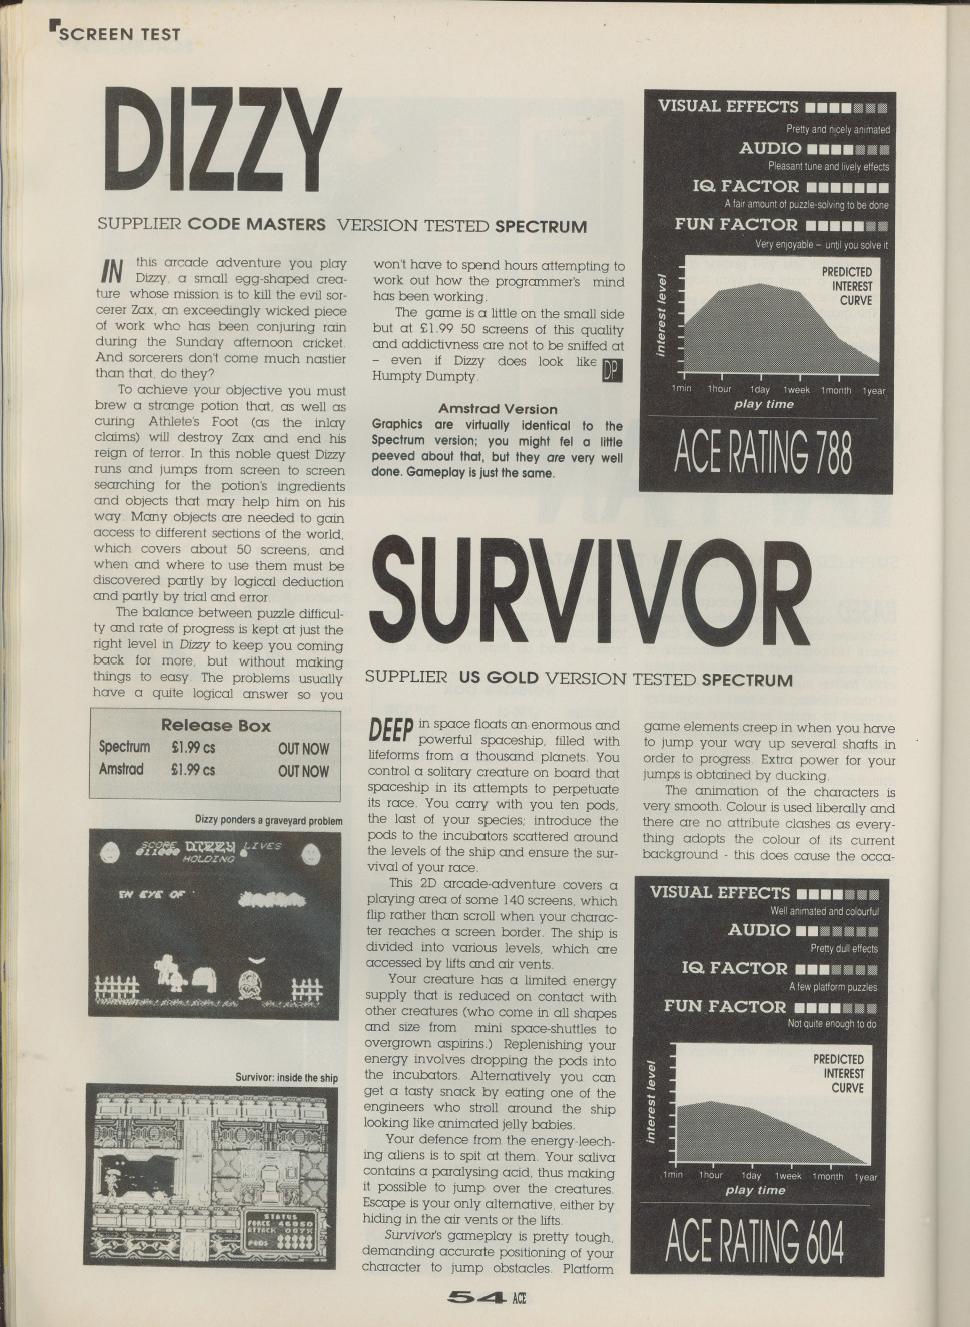 SCREEN TEST
DIZZY
SUPPLIER CODE MASTERS VERSION TESTED SPECTRUM
IN this arcade adventure you play
Dizzy, a small egg-shaped crea-
ture whose mission is to kill the evil sor-
cerer Zax, an exceedingly wicked piece
of work who has been conjuring rain
during the Sunday afternoon cricket.
And sorcerers don't come much nastier
than that, do they?
To achieve your objective you must
brew a strange potion that, as well as
curing Athlete's Foot (as the inlay
claims) will destroy Zax and end his
reign of terror. In this noble quest Dizzy
runs and jumps from screen to screen
searching for the potion's ingredients
and objects that may help him on his
way. Many objects are needed to gain
access to different sections of the world,
which covers about 50 screens, and
when and where to use them must be
discovered partly by logical deduction
and partly by trial and error.
The balance between puzzle difficul-
ty and rate of progress is kept at just the
right level in Dizzy to keep you coming
back for more, but without making
things to easy. The problems usually
have a quite logical answer so you
won't have to spend hours attempting to
work out how the programmer's mind
has been working.
The game is a little on the small side
but at £1.99 50 screens of this quality
and addictivness are not to be sniffed at
– even if Dizzy does look like
Humpty Dumpty.
DP
Amstrad Version
Graphics are virtually identical to the
Spectrum version; you might fel a little
peeved about that, but they are very well
done. Gameplay is just the same.
Release Box
Spectrum £1.99 cs OUT NOW
Amstrad £1.99 cs OUT NOW
VISUAL EFFECTS
Pretty and nicely animated
AUDIO
Pleasant tune and lively effects
IQ FACTOR
A fair amount of puzzle-solving to be done
FUN FACTOR
Very enjoyable – until you solve it
PREDICTED
INTEREST
CURVE
interest level
1min 1hour 1day 1week 1month 1year
play time
ACE RATING 788
Dizzy ponders a graveyard problem
SCORE DIZZY LIVES
011000
HOLDING
EN EYE OF
Survivor: inside the ship
STATUS
FORCE 46850
ATTACK 007%
PODS
SURVIVOR
SUPPLIER US GOLD VERSION TESTED SPECTRUM
DEEP in space floats an enormous and
powerful spaceship, filled with
lifeforms from a thousand planets. You
control a solitary creature on board that
spaceship in its attempts to perpetuate
its race. You carry with you ten pods,
the last of your species; introduce the
pods to the incubators scattered around
the levels of the ship and ensure the sur-
vival of your race.
This 2D arcade-adventure covers a
playing area of some 140 screens, which
flip rather than scroll when your charac-
ter reaches a screen border. The ship is
divided into various levels, which are
accessed by lifts and air vents.
Your creature has a limited energy
supply that is reduced on contact with
other creatures (who come in all shapes
and size from mini space-shuttles to
overgrown aspirins.) Replenishing your
energy involves dropping the pods into
the incubators. Alternatively you can
get a tasty snack by eating one of the
engineers who stroll around the ship
looking like animated jelly babies.
Your defence from the energy-leech-
ing aliens is to spit at them. Your saliva
contains a paralysing acid, thus making
it possible to jump over the creatures.
Escape is your only alternative, either by
hiding in the air vents or the lifts.
Survivor's gameplay is pretty tough,
demanding accurate positioning of your
character to jump obstacles. Platform
game elements creep in when you have
to jump your way up several shafts in
order to progress. Extra power for your
jumps is obtained by ducking.
The animation of the characters is
very smooth. Colour is used liberally and
there are no attribute clashes as every-
thing adopts the colour of its current
background - this does cause the occa-
VISUAL EFFECTS
Well animated and colourful
AUDIO
Pretty dull effects
IQ FACTOR
A few platform puzzles
FUN FACTOR
Not quite enough to do
PREDICTED
INTEREST
CURVE
interest level
1min 1hour 1day 1week 1month 1year
play time
ACE RATING 604
54 ACE